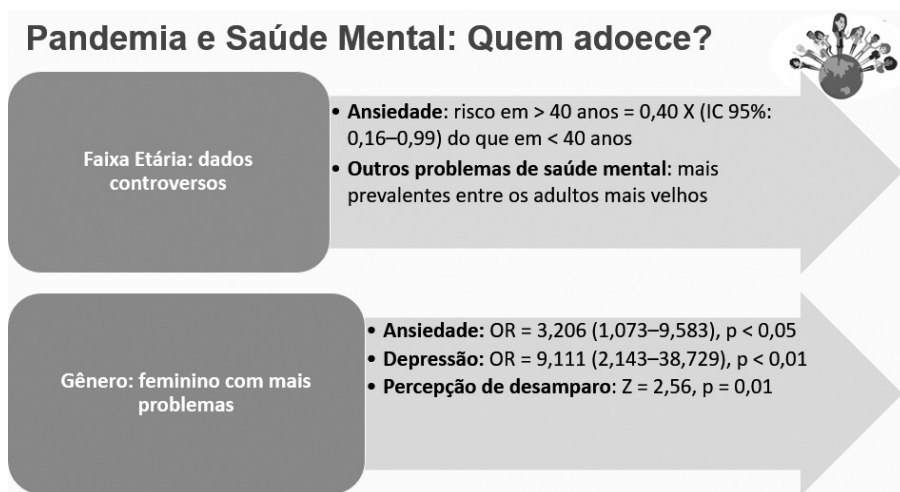 Pandemia e Saúde Mental: Quem adoece?
Faixa Etária: dados
controversos
• Ansiedade: risco em > 40 anos = 0,40 X (IC 95%:
0,16–0,99) do que em < 40 anos
• Outros problemas de saúde mental: mais
prevalentes entre os adultos mais velhos
Gênero: feminino com mais
problemas
• Ansiedade: OR = 3,206 (1,073–9,583), p < 0,05
• Depressão: OR = 9,111 (2,143–38,729), p < 0,01
• Percepção de desamparo: Z = 2,56, p = 0,01